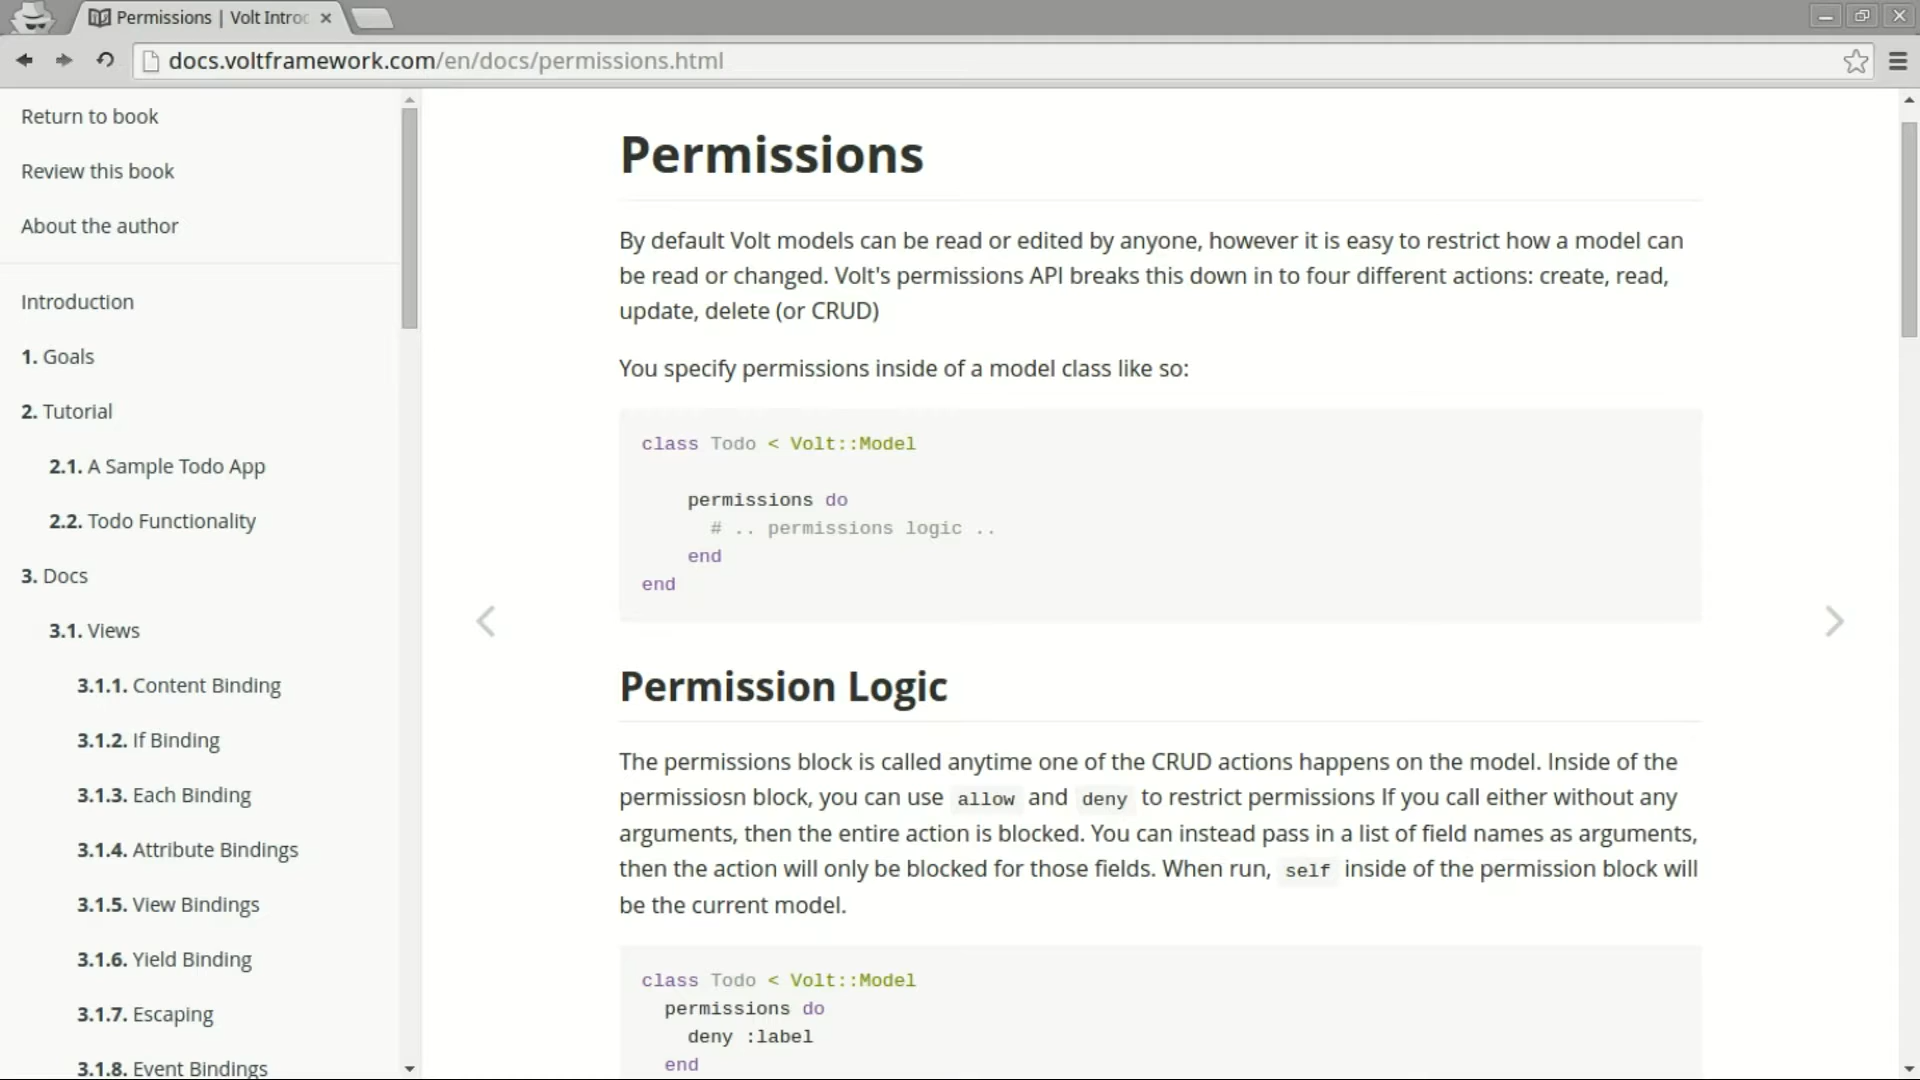 Permissions | Volt Introd
docs.voltframework.com/en/docs/permissions.html
Return to book
Review this book
About the author
Introduction
1. Goals
2. Tutorial
2.1. A Sample Todo App
2.2. Todo Functionality
3. Docs
3.1. Views
3.1.1. Content Binding
3.1.2. If Binding
3.1.3. Each Binding
3.1.4. Attribute Bindings
3.1.5. View Bindings
3.1.6. Yield Binding
3.1.7. Escaping
3.1.8. Event Bindings
Permissions
By default Volt models can be read or edited by anyone, however it is easy to restrict how a model can
be read or changed. Volt's permissions API breaks this down in to four different actions: create, read,
update, delete (or CRUD)
You specify permissions inside of a model class like so:
class Todo < Volt::Model
permissions do
# .. permissions logic ..
end
end
Permission Logic
The permissions block is called anytime one of the CRUD actions happens on the model. Inside of the
permissiosn block, you can use allow and deny to restrict permissions If you call either without any
arguments, then the entire action is blocked. You can instead pass in a list of field names as arguments,
then the action will only be blocked for those fields. When run, self inside of the permission block will
be the current model.
class Todo < Volt::Model
permissions do
deny :label
end